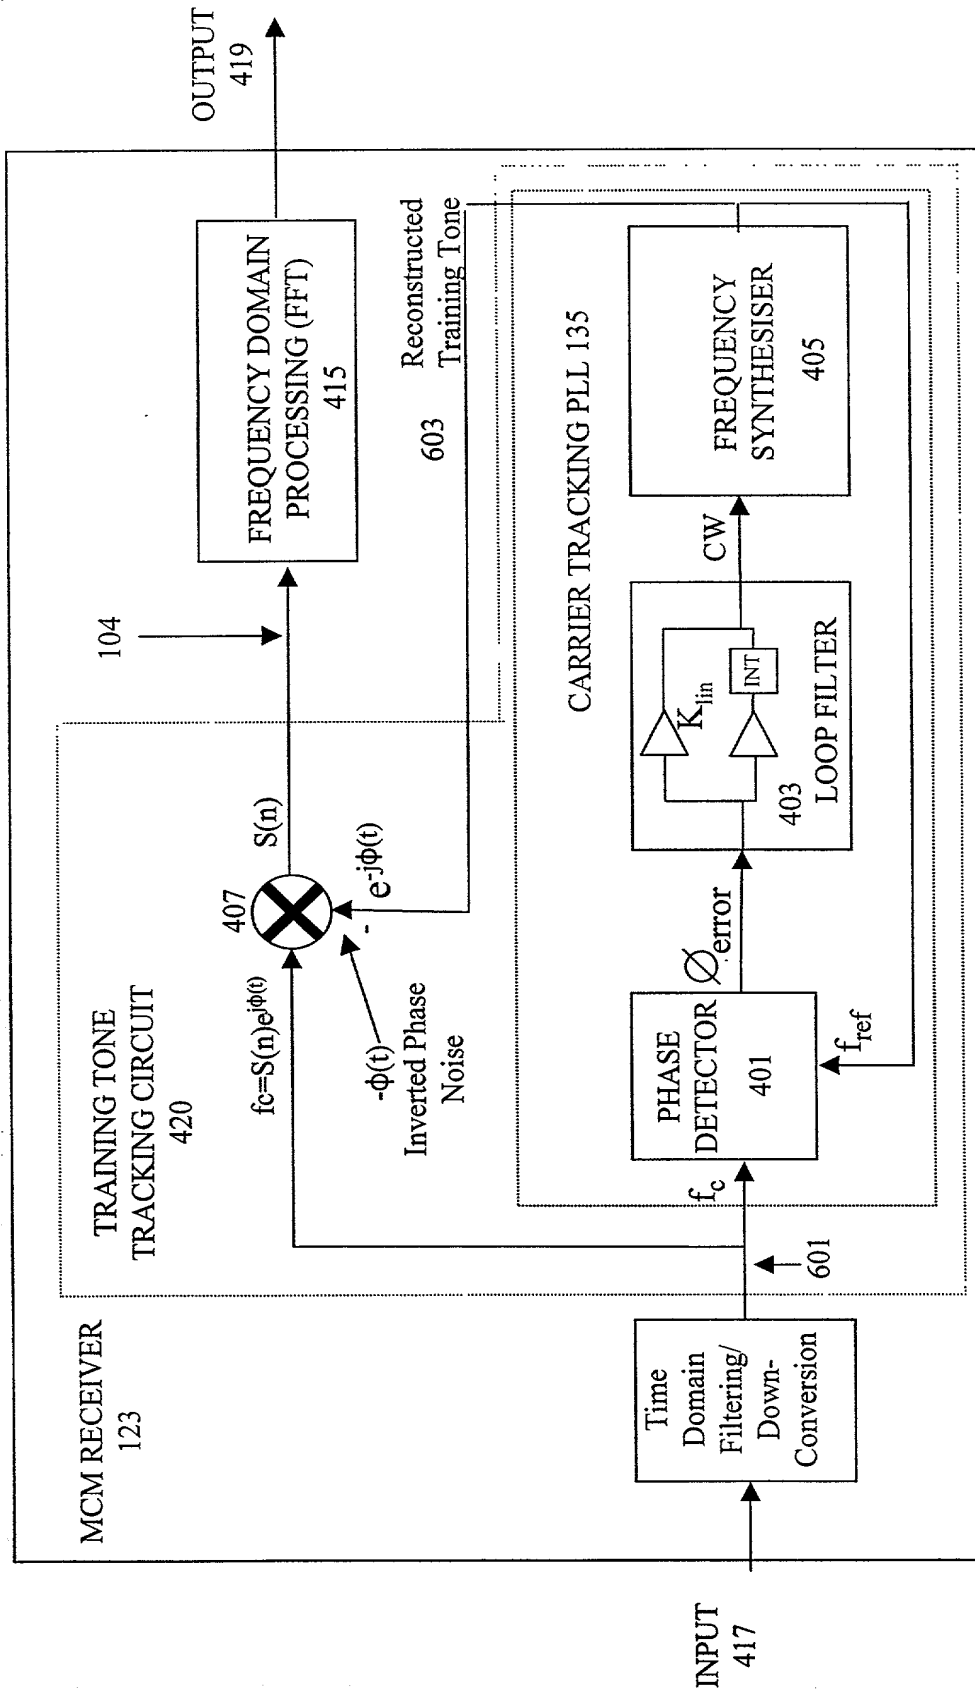 MCM RECEIVER
123
TRAINING TONE
TRACKING CIRCUIT
420
INPUT
417
Time
Domain
Filtering/
Down-
Conversion
601
fc=S(n)e^jϕ(t)
407
S(n)
104
-ϕ(t)
Inverted Phase
Noise
-
e^-jϕ(t)
FREQUENCY DOMAIN
PROCESSING (FFT)
415
OUTPUT
419
603
Reconstructed
Training Tone
CARRIER TRACKING PLL 135
f_c
PHASE
DETECTOR
401
f_ref
∅_error
K_lin
INT
403
LOOP FILTER
CW
FREQUENCY
SYNTHESISER
405